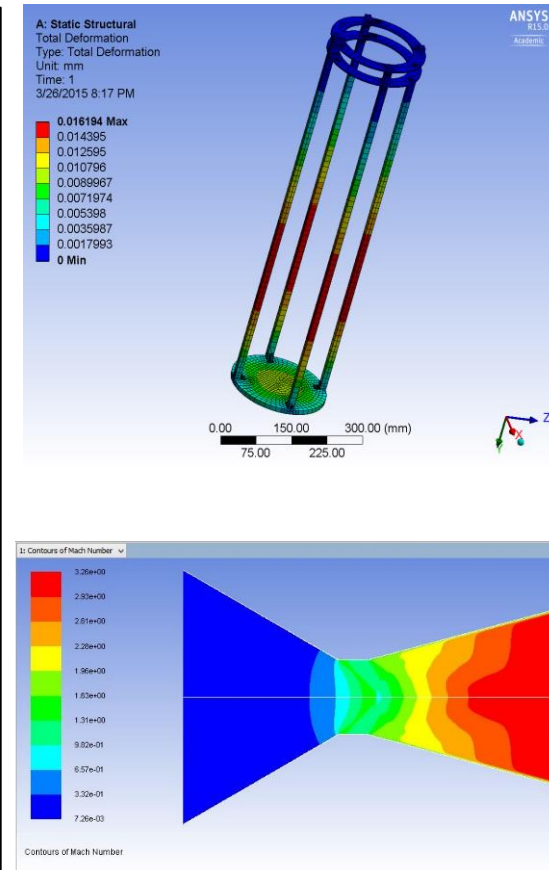 A: Static Structural
Total Deformation
Type: Total Deformation
Unit: mm
Time: 1
3/26/2015 8:17 PM
ANSYS
R15.0
Academic
0.016194 Max
0.014395
0.012595
0.010796
0.0089967
0.0071974
0.005398
0.0035987
0.0017993
0 Min
0.00 150.00 300.00 (mm)
75.00 225.00
Z
X
Y
1: Contours of Mach Number
3.26e+00
2.93e+00
2.61e+00
2.28e+00
1.96e+00
1.63e+00
1.31e+00
9.82e-01
6.57e-01
3.32e-01
7.26e-03
Contours of Mach Number